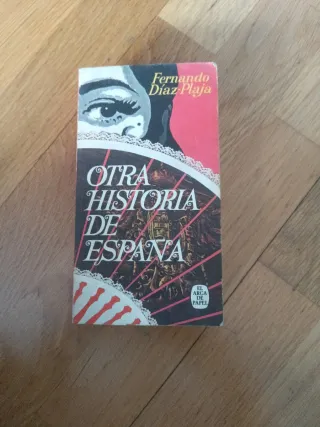 Fernando
Díaz-Plaja
OTRA
HISTORIA
DE
ESPAÑA
EL
ARCA
DE
PAPEL